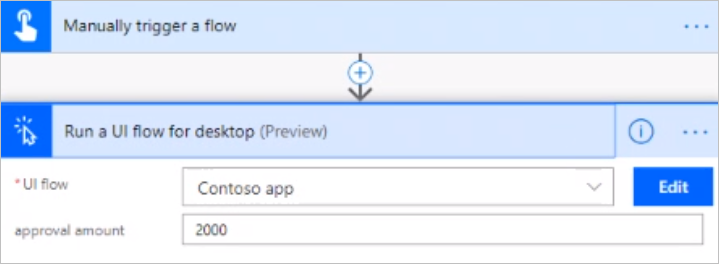 Manually trigger a flow
Run a UI flow for desktop (Preview)
* UI flow
Contoso app
Edit
approval amount
2000